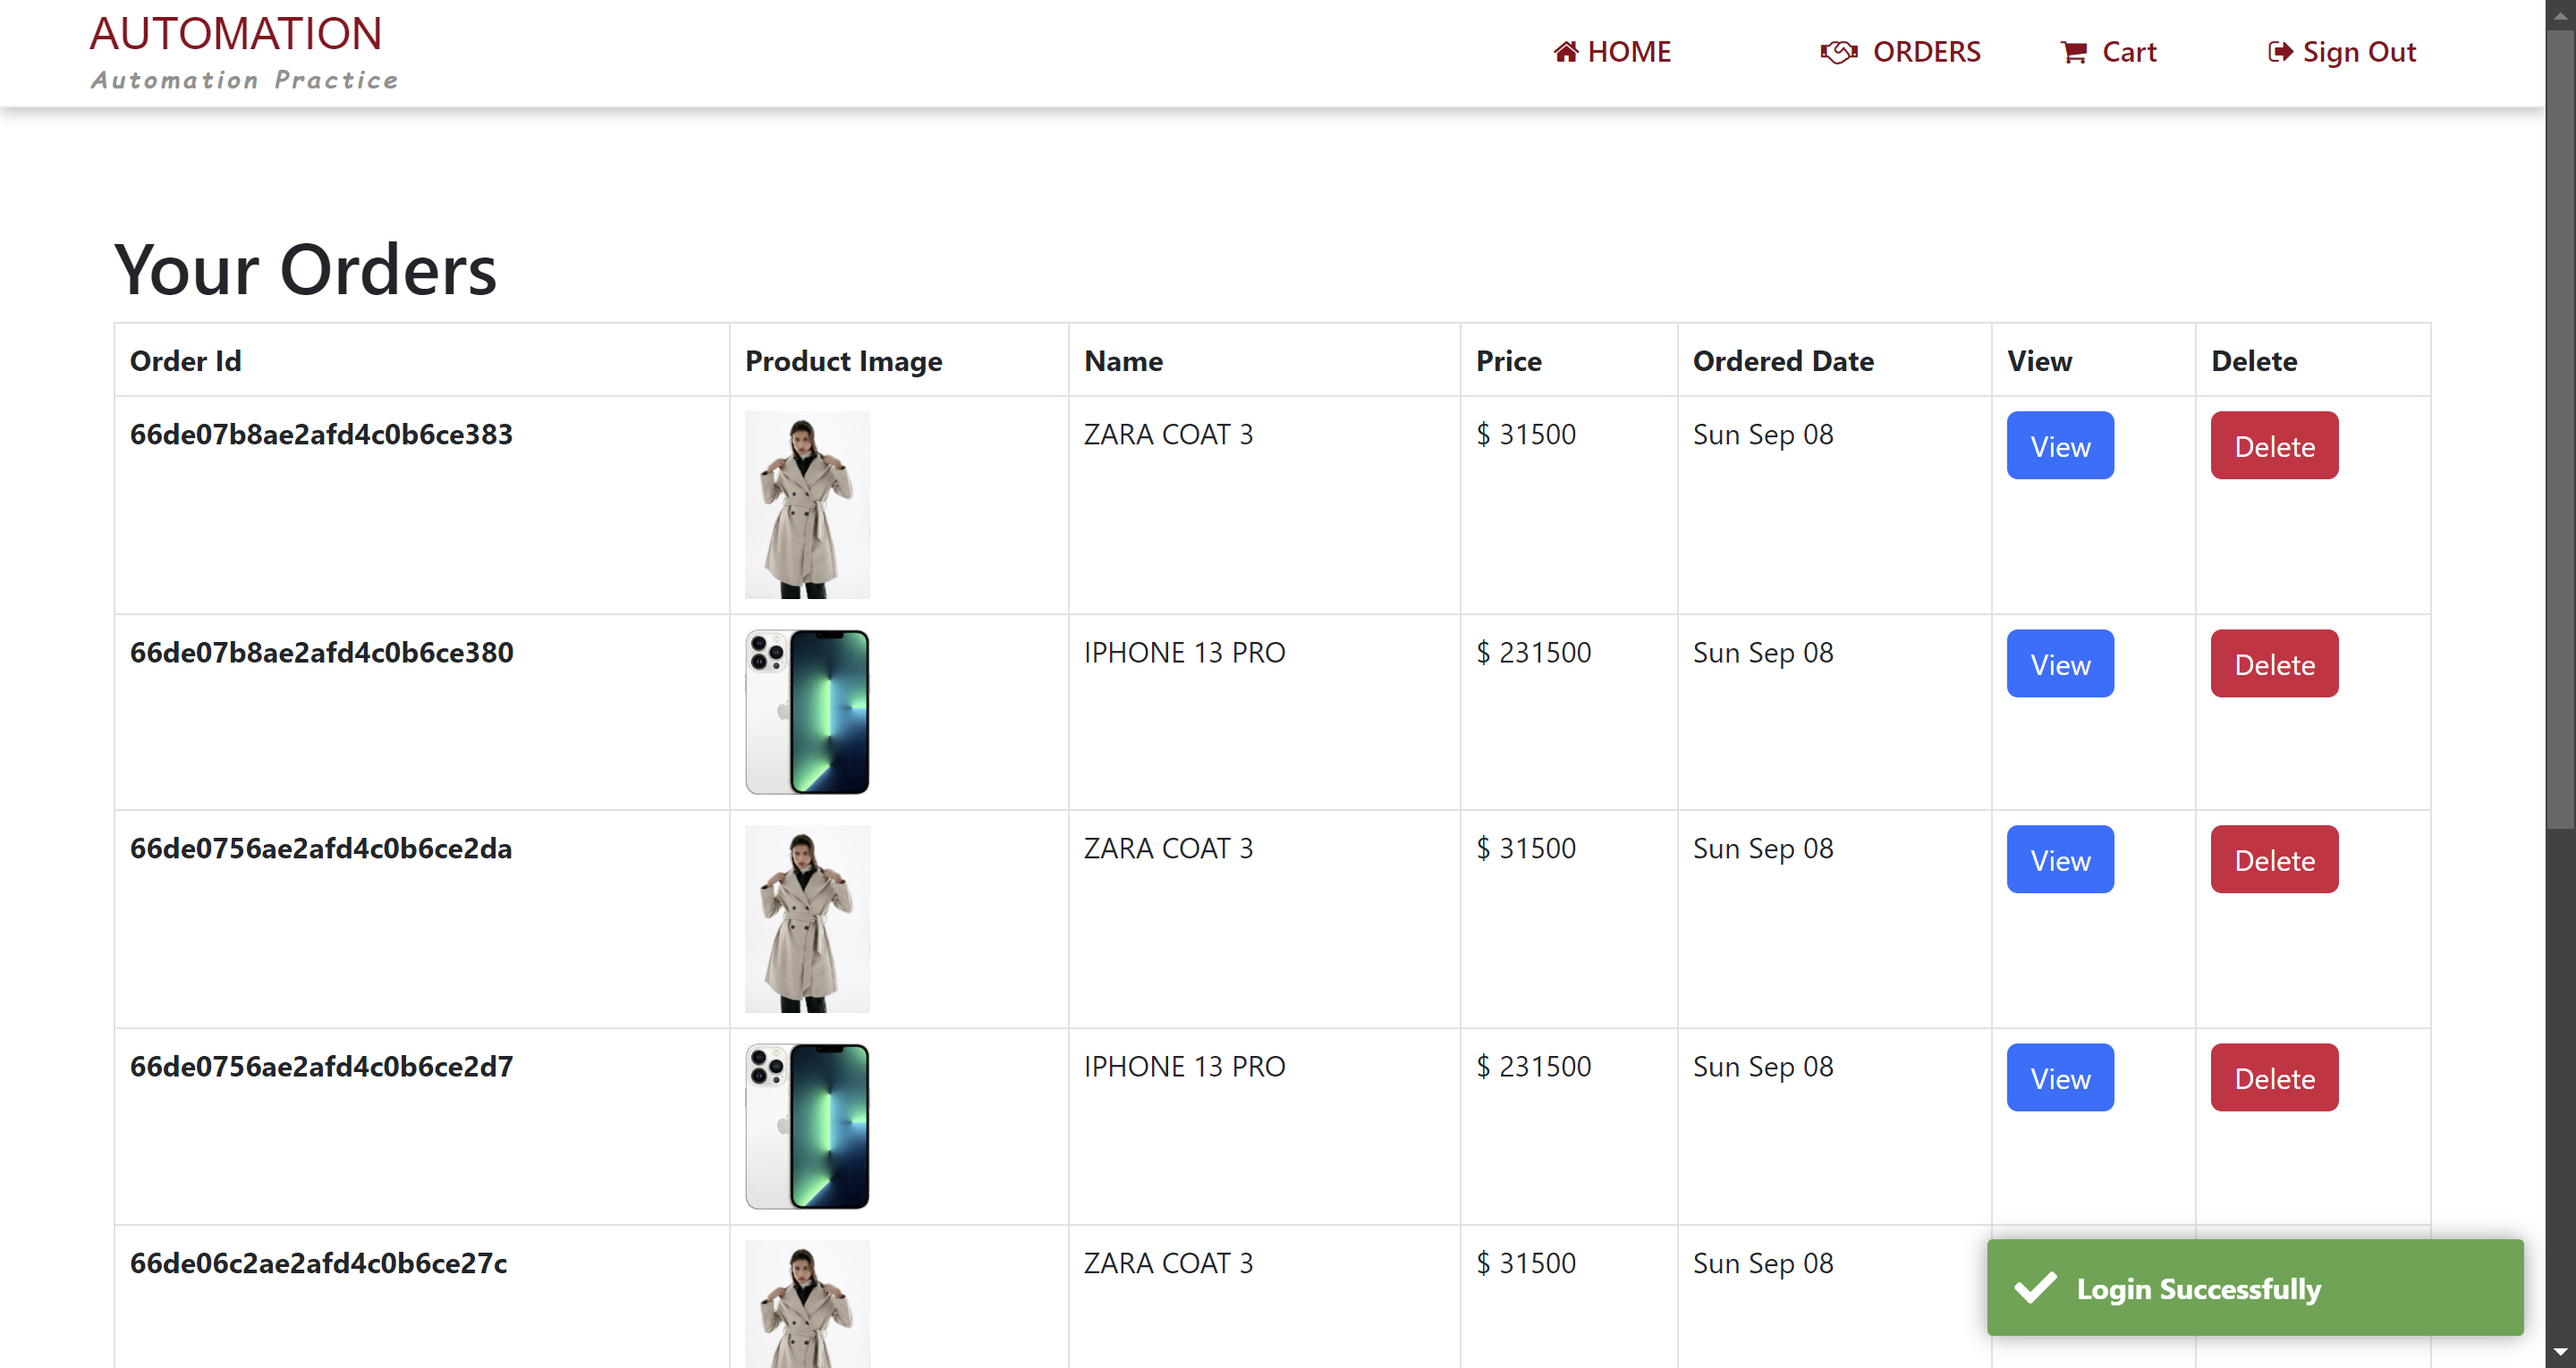 AUTOMATION
Automation Practice
HOME ORDERS Cart Sign Out
Your Orders
Order Id Product Image Name Price Ordered Date View Delete
66de07b8ae2afd4c0b6ce383 ZARA COAT 3 $ 31500 Sun Sep 08 View Delete
66de07b8ae2afd4c0b6ce380 IPHONE 13 PRO $ 231500 Sun Sep 08 View Delete
66de0756ae2afd4c0b6ce2da ZARA COAT 3 $ 31500 Sun Sep 08 View Delete
66de0756ae2afd4c0b6ce2d7 IPHONE 13 PRO $ 231500 Sun Sep 08 View Delete
66de06c2ae2afd4c0b6ce27c ZARA COAT 3 $ 31500 Sun Sep 08
Login Successfully